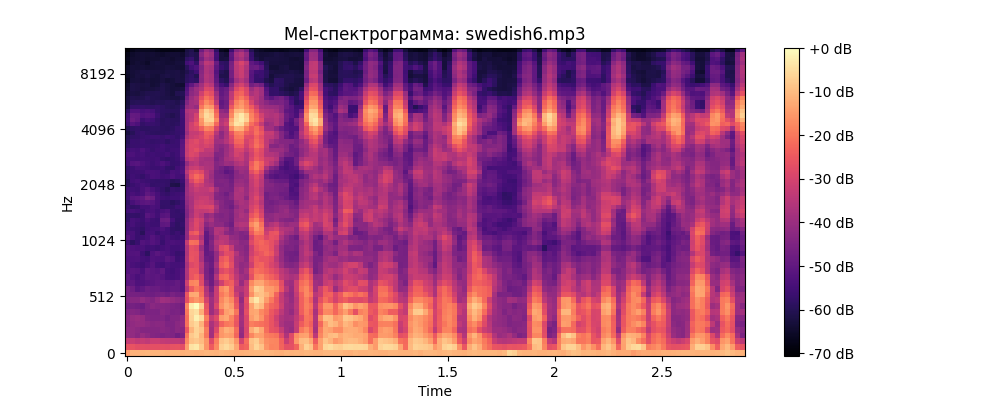 Mel-спектрограмма: swedish6.mp3
8192
4096
2048
1024
512
0
Hz
0
0.5
1
1.5
2
2.5
Time
+0 dB
-10 dB
-20 dB
-30 dB
-40 dB
-50 dB
-60 dB
-70 dB